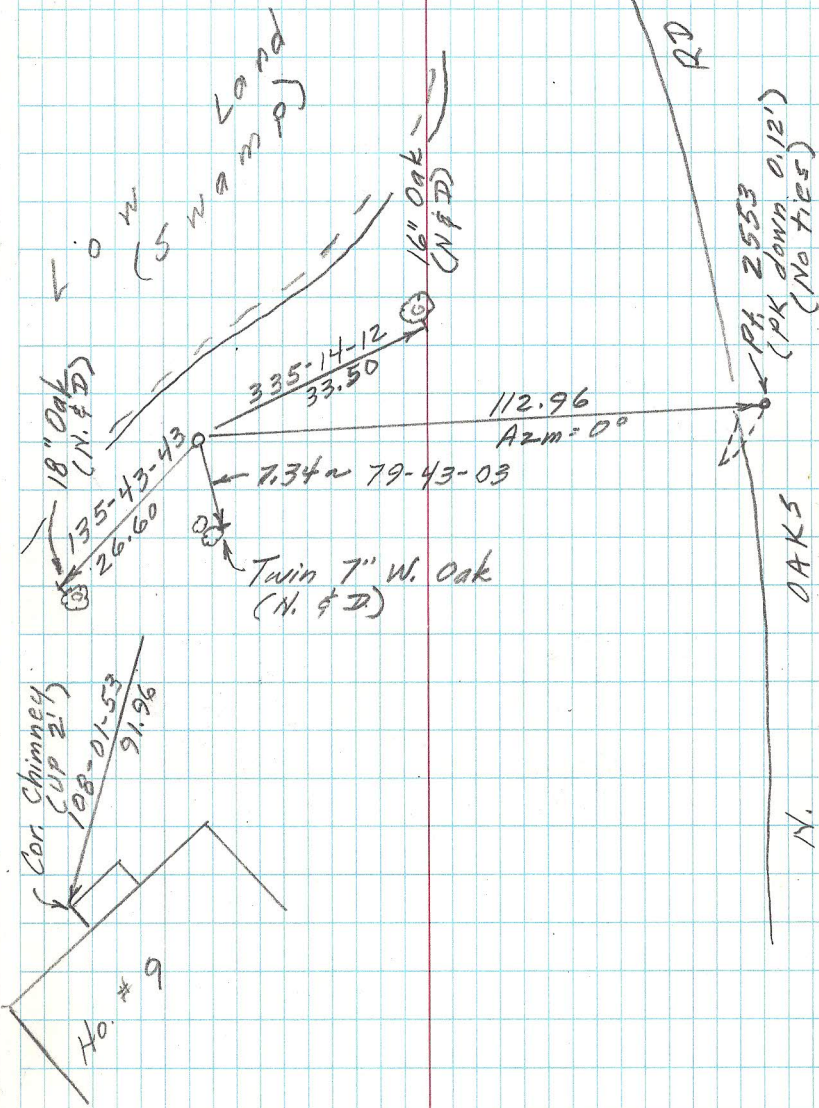 Low Land
(Swamp)
RD
16" Oak
(N & D)
Pt. 2553
(PK down 0.12')
(No ties)
335-14-12
33.50
112.96
Azm=0°
18" Oak
(N. & D)
135-43-43
26.60
7.34 ~ 79-43-03
Twin 7" W. Oak
(N. & D)
N. OAKS
Cor. Chimney
(UP 2')
108-01-53
91.96
Ho. # 9